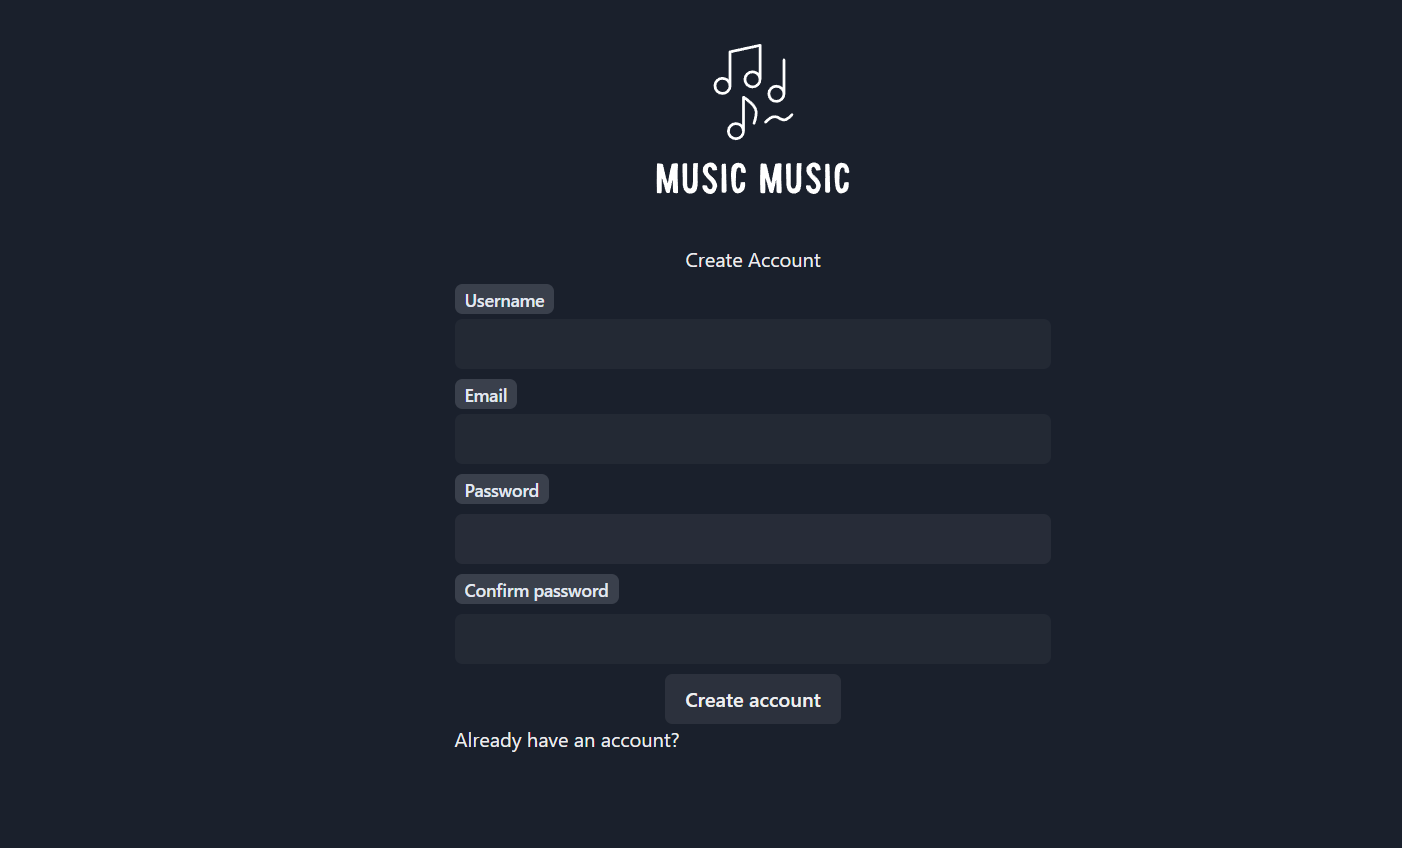 MUSIC MUSIC
Create Account
Username
Email
Password
Confirm password
Create account
Already have an account?